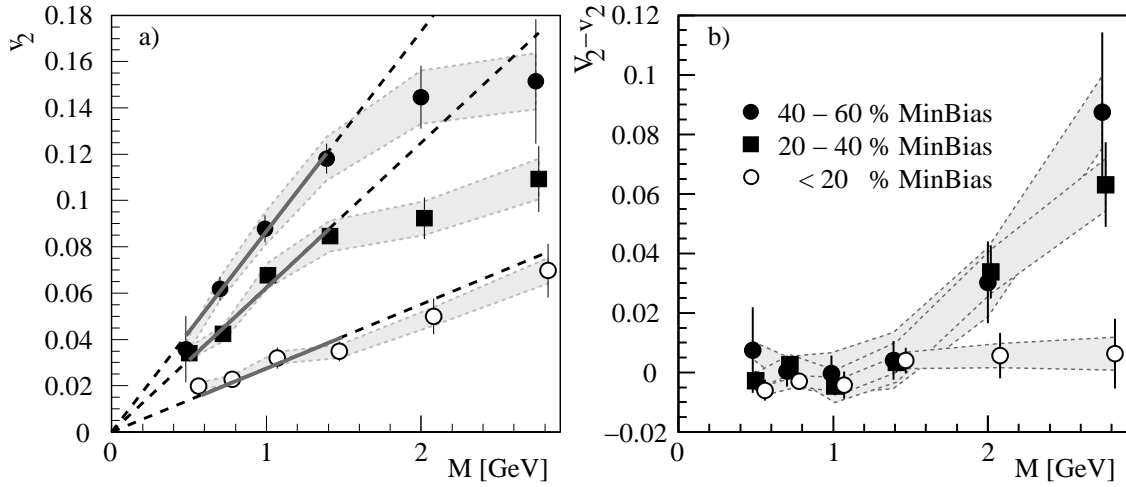 v2
a)
0.18
0.16
0.14
0.12
0.1
0.08
0.06
0.04
0.02
0
0
1
2
M [GeV]
V2−v2
b)
0.12
0.1
0.08
0.06
0.04
0.02
0
−0.02
40 – 60 % MinBias
20 – 40 % MinBias
< 20 % MinBias
0
1
2
M [GeV]